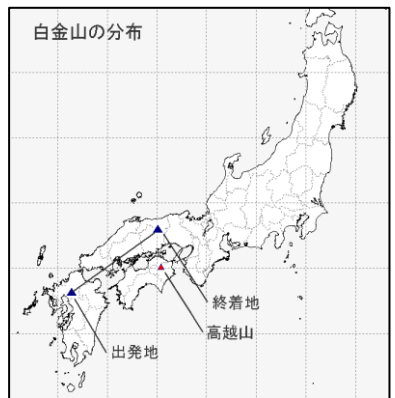 白金山の分布
終着地
高越山
出発地